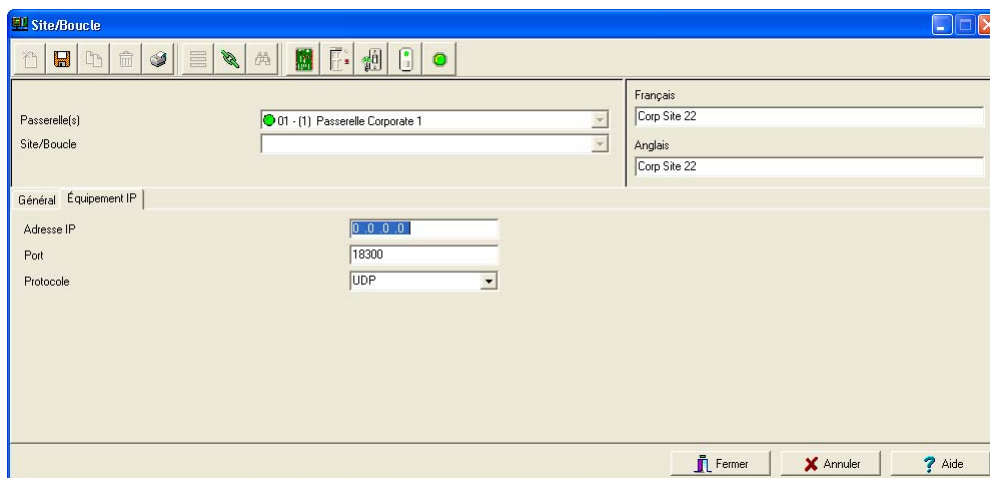 Site/Boucle
Passerelle(s)
01 - (1) Passerelle Corporate 1
Site/Boucle
Français
Corp Site 22
Anglais
Corp Site 22
Général
Équipement IP
Adresse IP
0 .0 .0 .0
Port
18300
Protocole
UDP
Fermer
Annuler
Aide